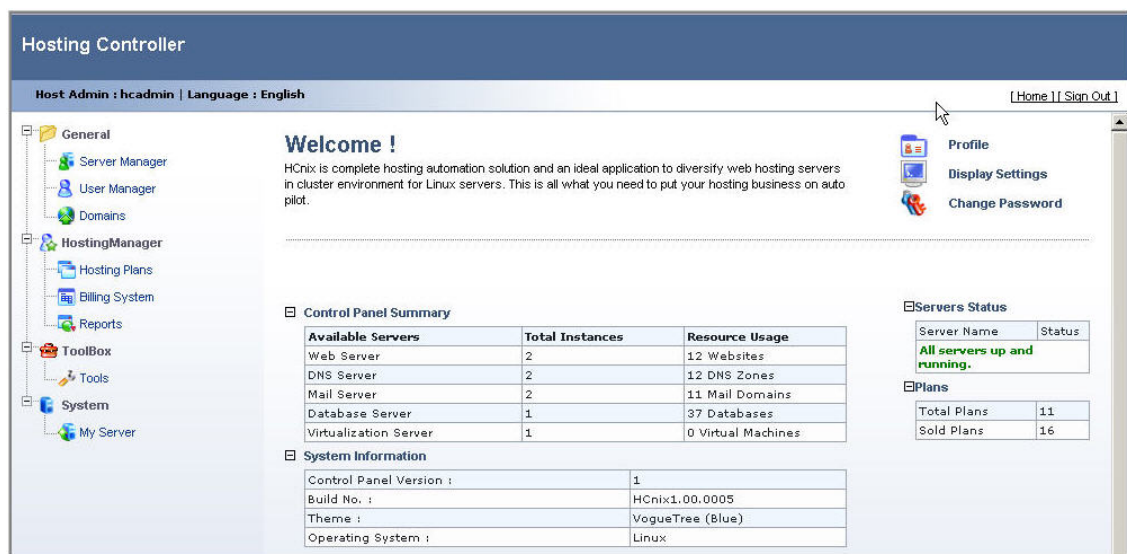 Hosting Controller
Host Admin : hcadmin | Language : English
[ Home ] [ Sign Out ]
General
Server Manager
User Manager
Domains
HostingManager
Hosting Plans
Billing System
Reports
ToolBox
Tools
System
My Server
Welcome !
HCnix is complete hosting automation solution and an ideal application to diversify web hosting servers
in cluster environment for Linux servers. This is all what you need to put your hosting business on auto
pilot.
Profile
Display Settings
Change Password
Control Panel Summary
Available Servers Total Instances Resource Usage
Web Server 2 12 Websites
DNS Server 2 12 DNS Zones
Mail Server 2 11 Mail Domains
Database Server 1 37 Databases
Virtualization Server 1 0 Virtual Machines
System Information
Control Panel Version : 1
Build No. : HCnix1.00.0005
Theme : VogueTree (Blue)
Operating System : Linux
Servers Status
Server Name Status
All servers up and
running.
Plans
Total Plans 11
Sold Plans 16